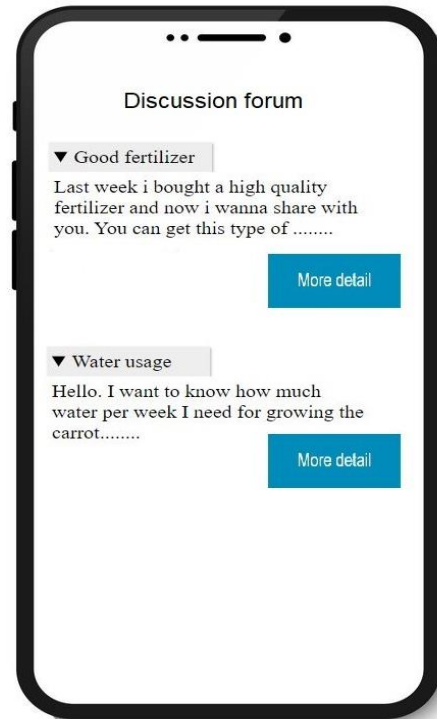 Discussion forum
▼ Good fertilizer
Last week i bought a high quality
fertilizer and now i wanna share with
you. You can get this type of ........
More detail
▼ Water usage
Hello. I want to know how much
water per week I need for growing the
carrot........
More detail